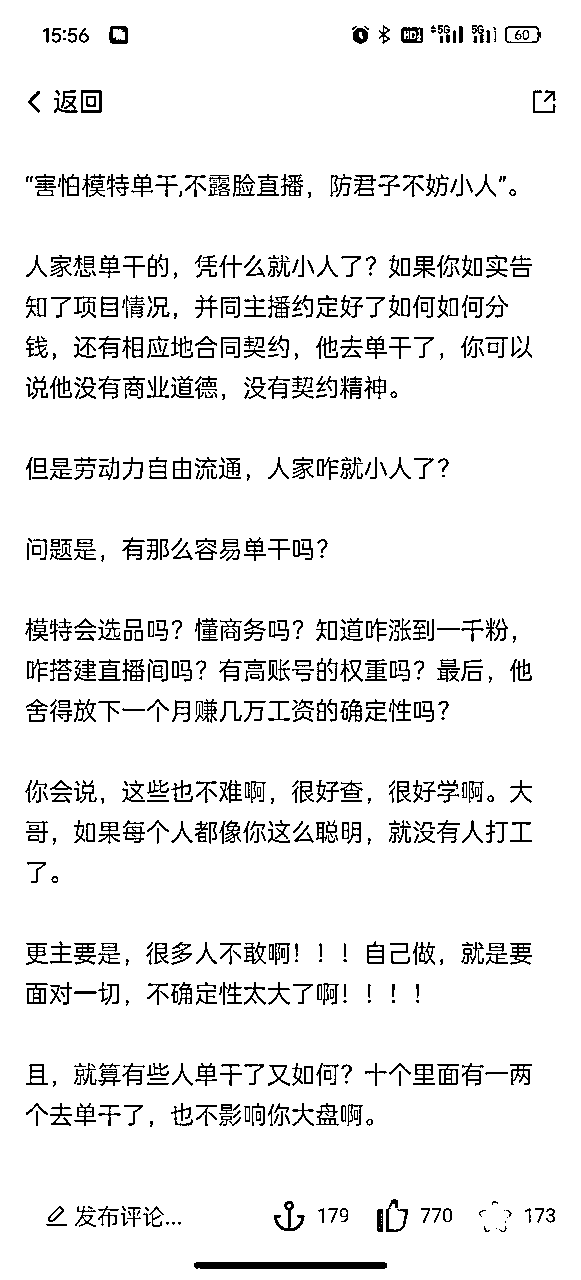 15:56
HD2 5G 5G 60
返回
“害怕模特单干,不露脸直播，防君子不妨小人”。
人家想单干的，凭什么就小人了？如果你如实告
知了项目情况，并同主播约定好了如何如何分
钱，还有相应地合同契约，他去单干了，你可以
说他没有商业道德，没有契约精神。
但是劳动力自由流通，人家咋就小人了？
问题是，有那么容易单干吗？
模特会选品吗？懂商务吗？知道咋涨到一千粉，
咋搭建直播间吗？有高账号的权重吗？最后，他
舍得放下一个月赚几万工资的确定性吗？
你会说，这些也不难啊，很好查，很好学啊。大
哥，如果每个人都像你这么聪明，就没有人打工
了。
更主要是，很多人不敢啊！！！自己做，就是要
面对一切，不确定性太大了啊！！！！
且，就算有些人单干了又如何？十个里面有一两
个去单干了，也不影响你大盘啊。
发布评论... 179 770 173